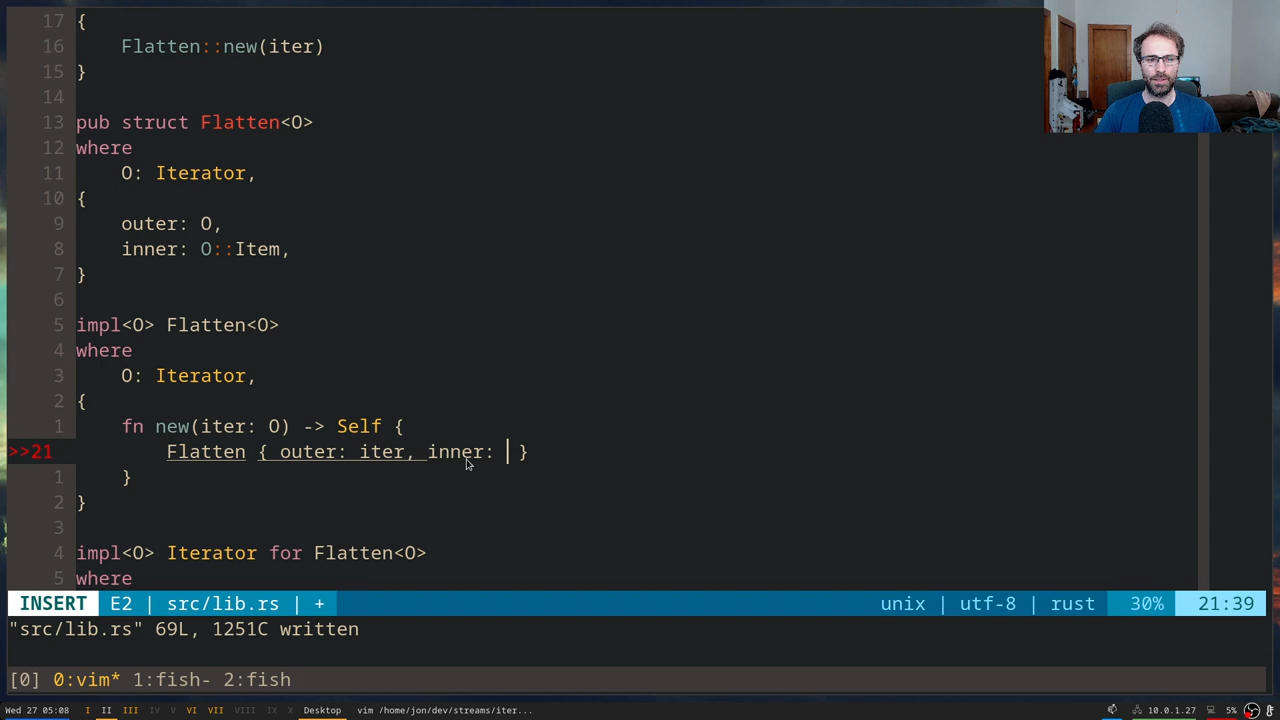 17 {
16     Flatten::new(iter)
15 }
14
13 pub struct Flatten<O>
12 where
11     O: Iterator,
10 {
9     outer: O,
8     inner: O::Item,
7 }
6
5 impl<O> Flatten<O>
4 where
3     O: Iterator,
2 {
1     fn new(iter: O) -> Self {
>>21         Flatten { outer: iter, inner:  }
1     }
2 }
3
4 impl<O> Iterator for Flatten<O>
5 where
INSERT E2 | src/lib.rs | + unix | utf-8 | rust 30% 21:39
"src/lib.rs" 69L, 1251C written
[0] 0:vim* 1:fish- 2:fish
Wed 27 05:08 I II III IV V VI VII VIII IX X Desktop vim /home/jon/dev/streams/iter... 10.0.1.27 5%